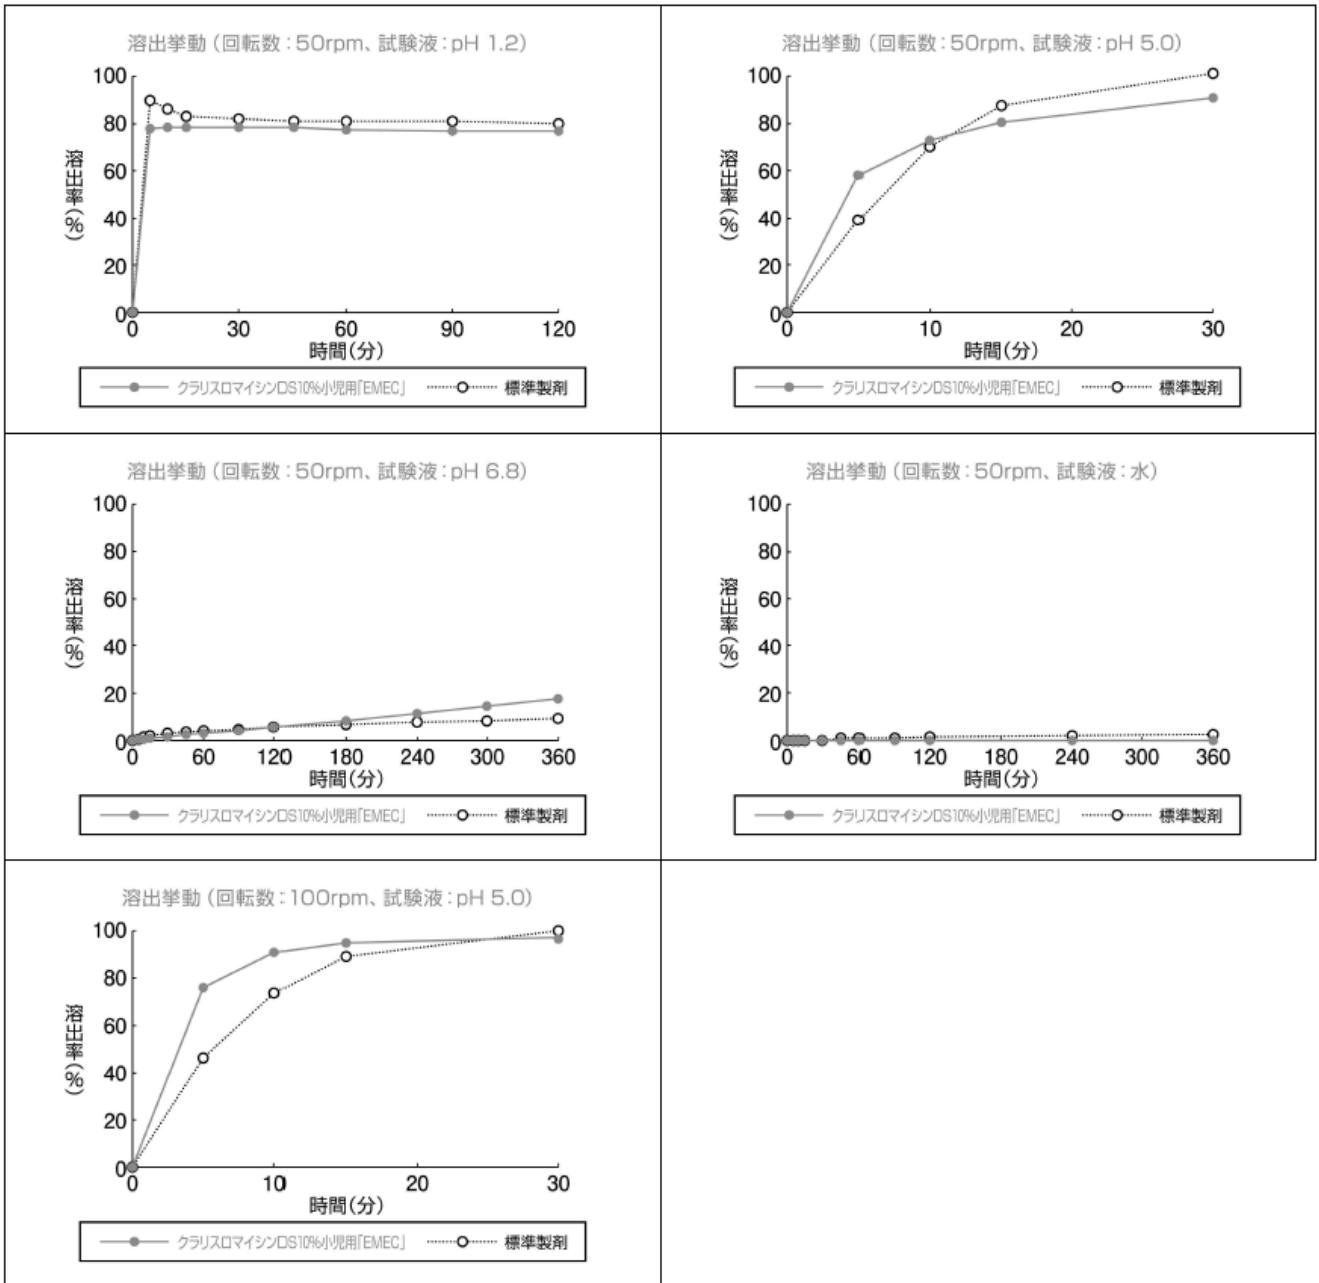 溶出挙動（回転数：50rpm、試験液：pH 1.2）
100
80
60
40
20
0
溶出率(%)
0 30 60 90 120
時間(分)
クラリスロマイシンDS10%小児用「EMEC」 標準製剤
溶出挙動（回転数：50rpm、試験液：pH 5.0）
100
80
60
40
20
0
溶出率(%)
0 10 20 30
時間(分)
クラリスロマイシンDS10%小児用「EMEC」 標準製剤
溶出挙動（回転数：50rpm、試験液：pH 6.8）
100
80
60
40
20
0
溶出率(%)
0 60 120 180 240 300 360
時間(分)
クラリスロマイシンDS10%小児用「EMEC」 標準製剤
溶出挙動（回転数：50rpm、試験液：水）
100
80
60
40
20
0
溶出率(%)
0 60 120 180 240 300 360
時間(分)
クラリスロマイシンDS10%小児用「EMEC」 標準製剤
溶出挙動（回転数：100rpm、試験液：pH 5.0）
100
80
60
40
20
0
溶出率(%)
0 10 20 30
時間(分)
クラリスロマイシンDS10%小児用「EMEC」 標準製剤